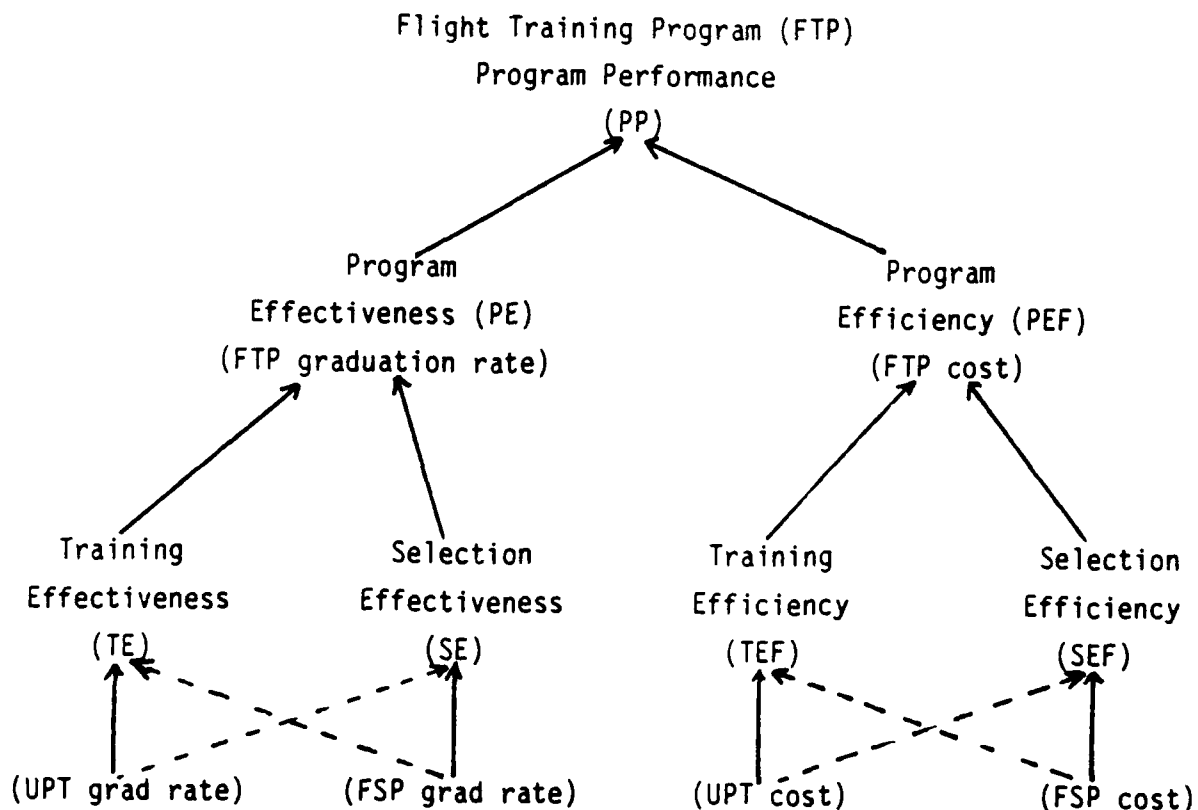 Flight Training Program (FTP)
Program Performance
(PP)
Program
Effectiveness (PE)
(FTP graduation rate)
Program
Efficiency (PEF)
(FTP cost)
Training
Effectiveness
(TE)
Selection
Effectiveness
(SE)
Training
Efficiency
(TEF)
Selection
Efficiency
(SEF)
(UPT grad rate)
(FSP grad rate)
(UPT cost)
(FSP cost)